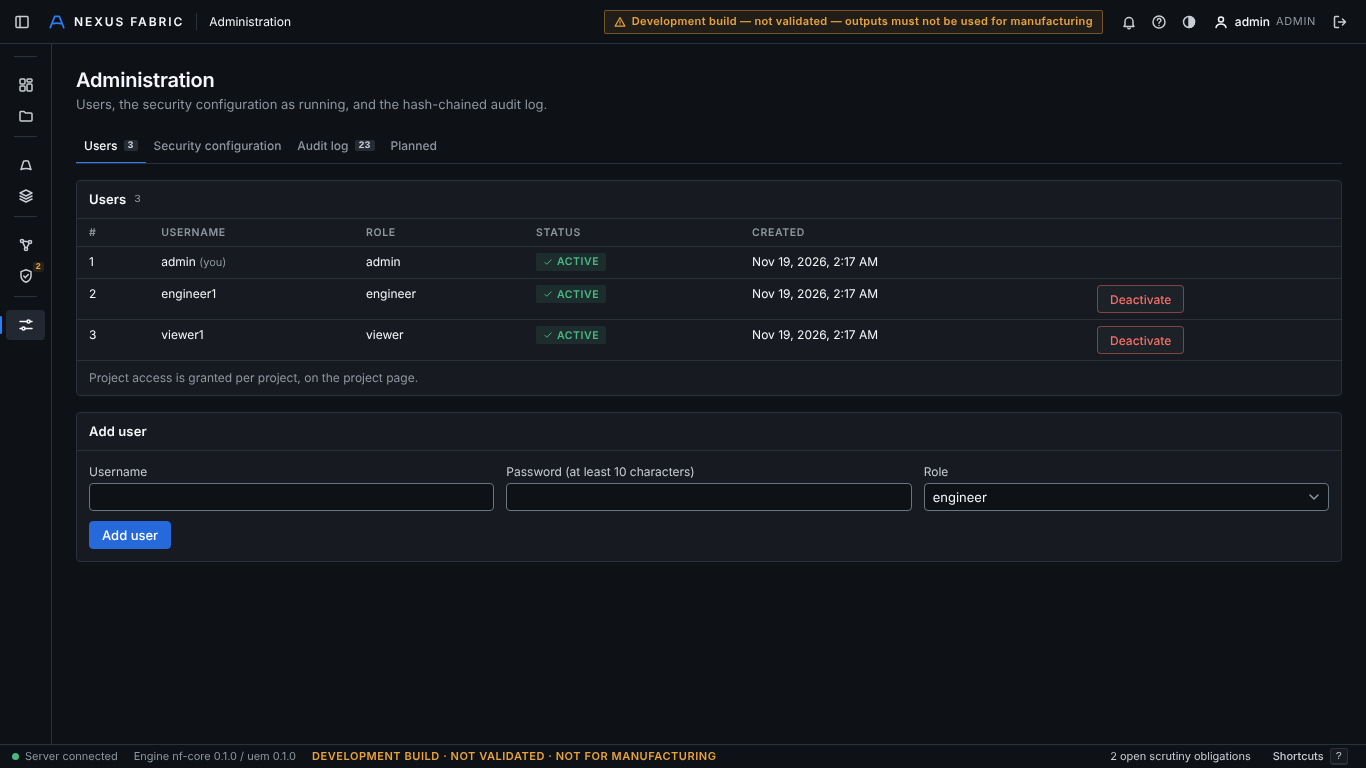 NEXUS FABRIC Administration Development build — not validated — outputs must not be used for manufacturing admin ADMIN
Administration
Users, the security configuration as running, and the hash-chained audit log.
Users 3 Security configuration Audit log 23 Planned
Users 3
# USERNAME ROLE STATUS CREATED
1 admin (you) admin ACTIVE Nov 19, 2026, 2:17 AM
2 engineer1 engineer ACTIVE Nov 19, 2026, 2:17 AM Deactivate
3 viewer1 viewer ACTIVE Nov 19, 2026, 2:17 AM Deactivate
Project access is granted per project, on the project page.
2
Add user
Username Password (at least 10 characters) Role
engineer
Add user
Server connected Engine nf-core 0.1.0 / uem 0.1.0 DEVELOPMENT BUILD · NOT VALIDATED · NOT FOR MANUFACTURING 2 open scrutiny obligations Shortcuts ?